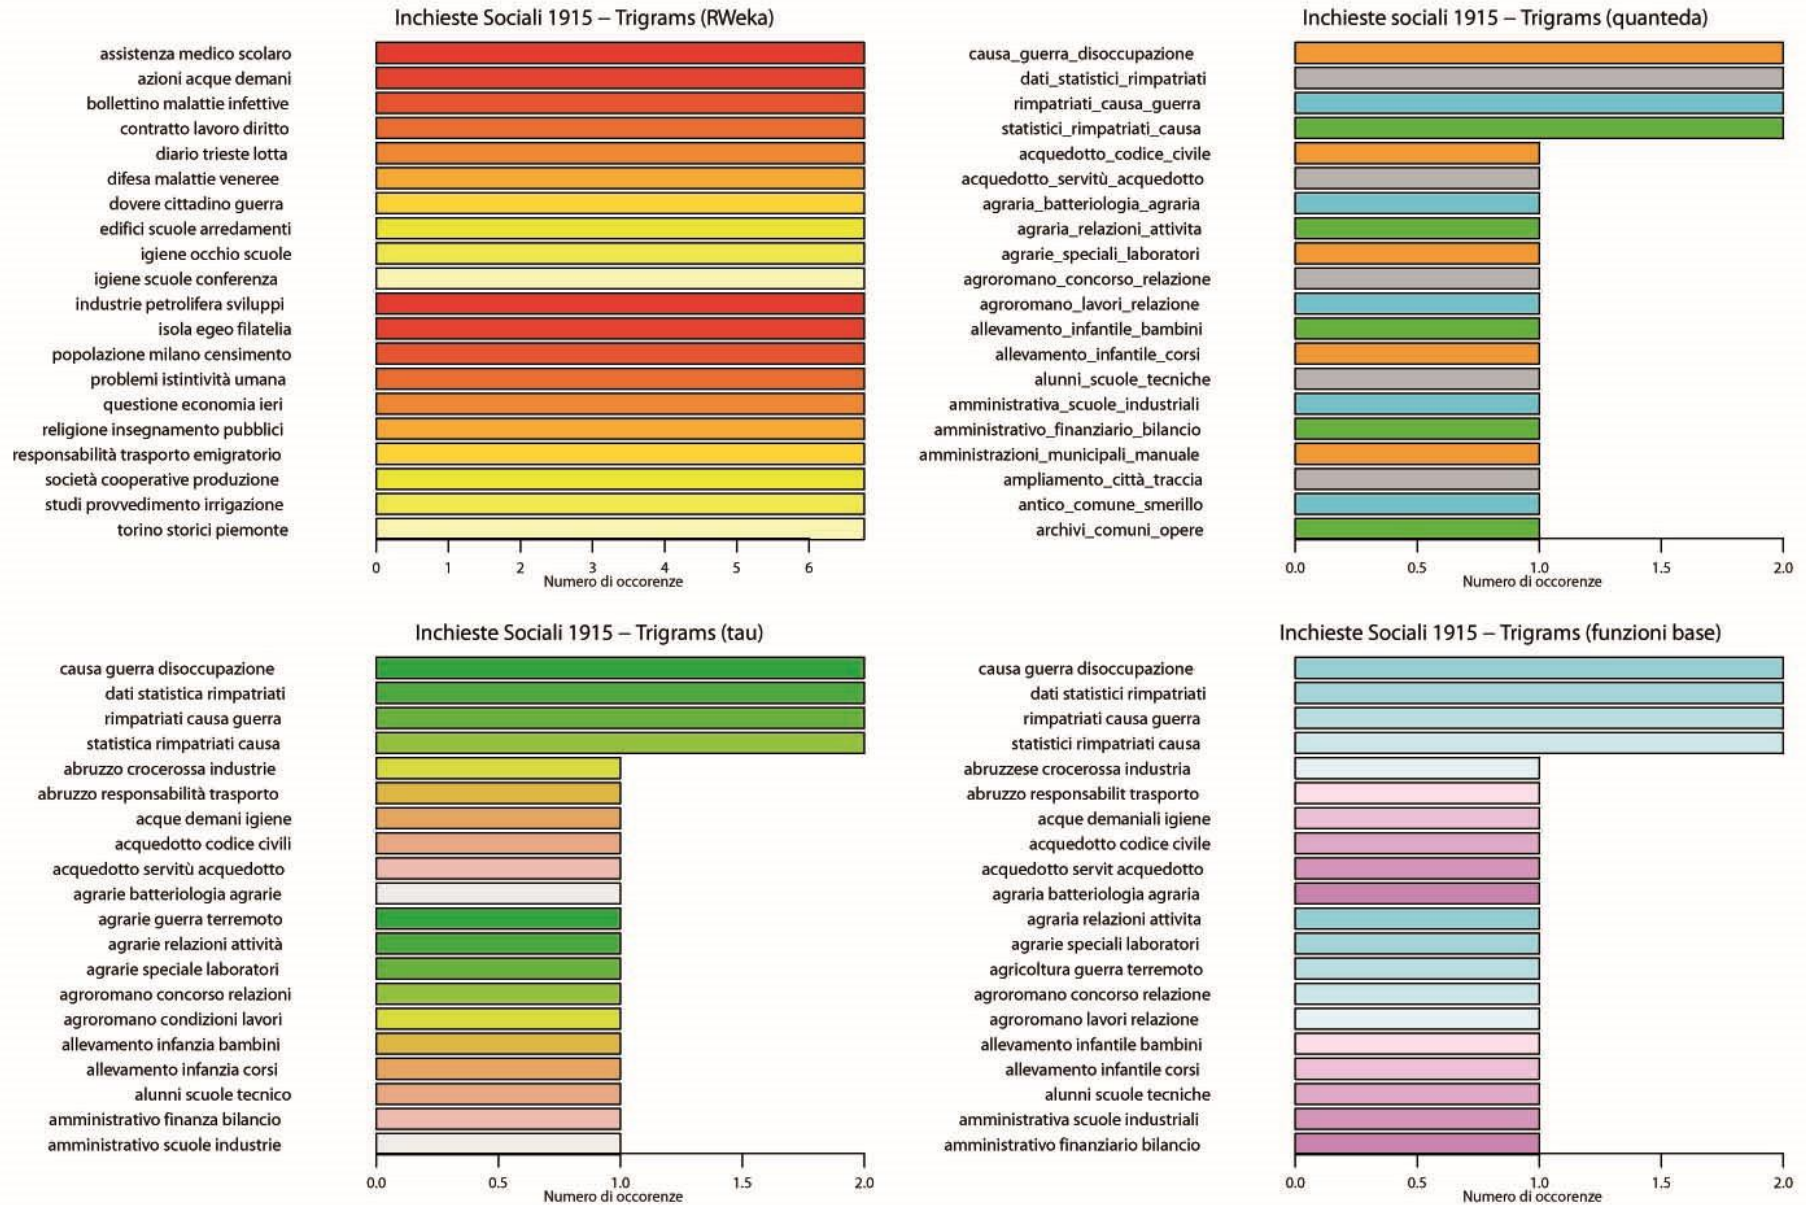 Inchieste Sociali 1915 – Trigrams (RWeka)
assistenza medico scolaro
azioni acque demani
bollettino malattie infettive
contratto lavoro diritto
diario trieste lotta
difesa malattie veneree
dovere cittadino guerra
edifici scuole arredamenti
igiene occhio scuole
igiene scuole conferenza
industrie petrolifera sviluppi
isola egeo filatelia
popolazione milano censimento
problemi istintività umana
questione economia ieri
religione insegnamento pubblici
responsabilità trasporto emigratorio
società cooperative produzione
studi provvedimento irrigazione
torino storici piemonte
0 1 2 3 4 5 6
Numero di occorenze
Inchieste sociali 1915 – Trigrams (quanteda)
causa_guerra_disoccupazione
dati_statistici_rimpatriati
rimpatriati_causa_guerra
statistici_rimpatriati_causa
acquedotto_codice_civile
acquedotto_servitù_acquedotto
agraria_batteriologia_agraria
agraria_relazioni_attivita
agrarie_speciali_laboratori
agroromano_concorso_relazione
agroromano_lavori_relazione
allevamento_infantile_bambini
allevamento_infantile_corsi
alunni_scuole_tecniche
amministrativa_scuole_industriali
amministrativo_finanziario_bilancio
amministrazioni_municipali_manuale
ampliamento_città_traccia
antico_comune_smerillo
archivi_comuni_opere
0.0 0.5 1.0 1.5 2.0
Numero di occorenze
Inchieste Sociali 1915 – Trigrams (tau)
causa guerra disoccupazione
dati statistica rimpatriati
rimpatriati causa guerra
statistica rimpatriati causa
abruzzo crocerossa industrie
abruzzo responsabilità trasporto
acque demani igiene
acquedotto codice civili
acquedotto servitù acquedotto
agrarie batteriologia agrarie
agrarie guerra terremoto
agrarie relazioni attività
agrarie speciale laboratori
agroromano concorso relazioni
agroromano condizioni lavori
allevamento infanzia bambini
allevamento infanzia corsi
alunni scuole tecnico
amministrativo finanza bilancio
amministrativo scuole industrie
0.0 0.5 1.0 1.5 2.0
Numero di occorenze
Inchieste Sociali 1915 – Trigrams (funzioni base)
causa guerra disoccupazione
dati statistici rimpatriati
rimpatriati causa guerra
statistici rimpatriati causa
abruzzese crocerossa industria
abruzzo responsabilit trasporto
acque demaniali igiene
acquedotto codice civile
acquedotto servit acquedotto
agraria batteriologia agraria
agraria relazioni attivita
agrarie speciali laboratori
agricoltura guerra terremoto
agroromano concorso relazione
agroromano lavori relazione
allevamento infantile bambini
allevamento infantile corsi
alunni scuole tecniche
amministrativa scuole industriali
amministrativo finanziario bilancio
0.0 0.5 1.0 1.5 2.0
Numero di occorenze